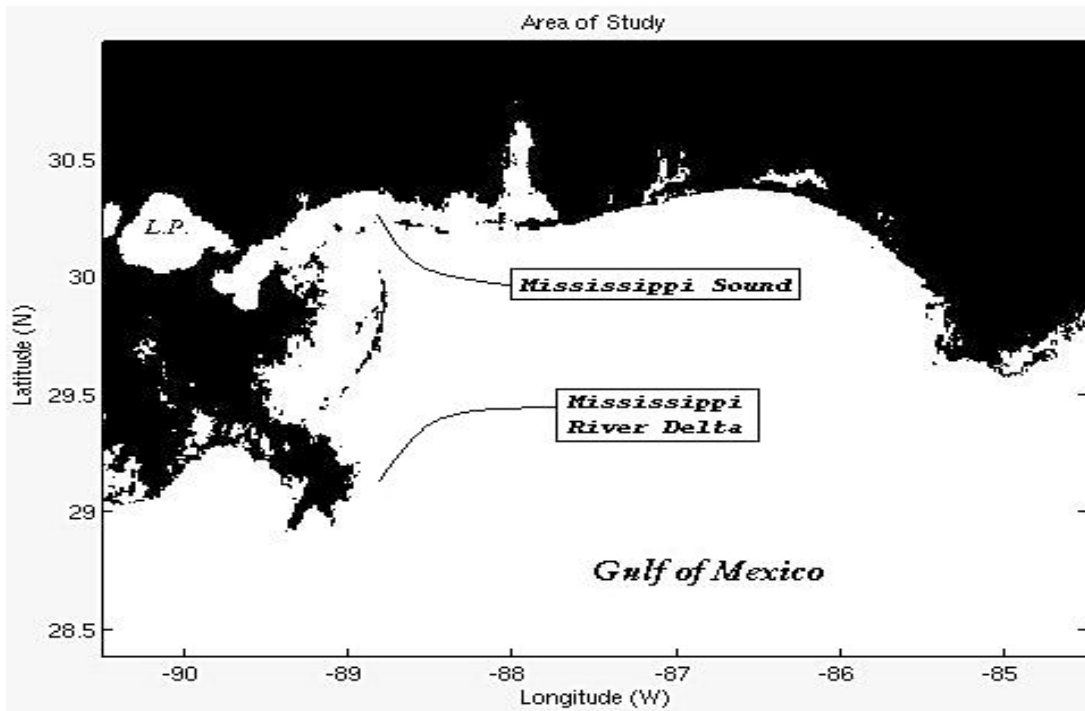 Area of Study
30.5
30
29.5
29
28.5
Latitude (N)
L.P.
Mississippi Sound
Mississippi
River Delta
Gulf of Mexico
-90 -89 -88 -87 -86 -85
Longitude (W)